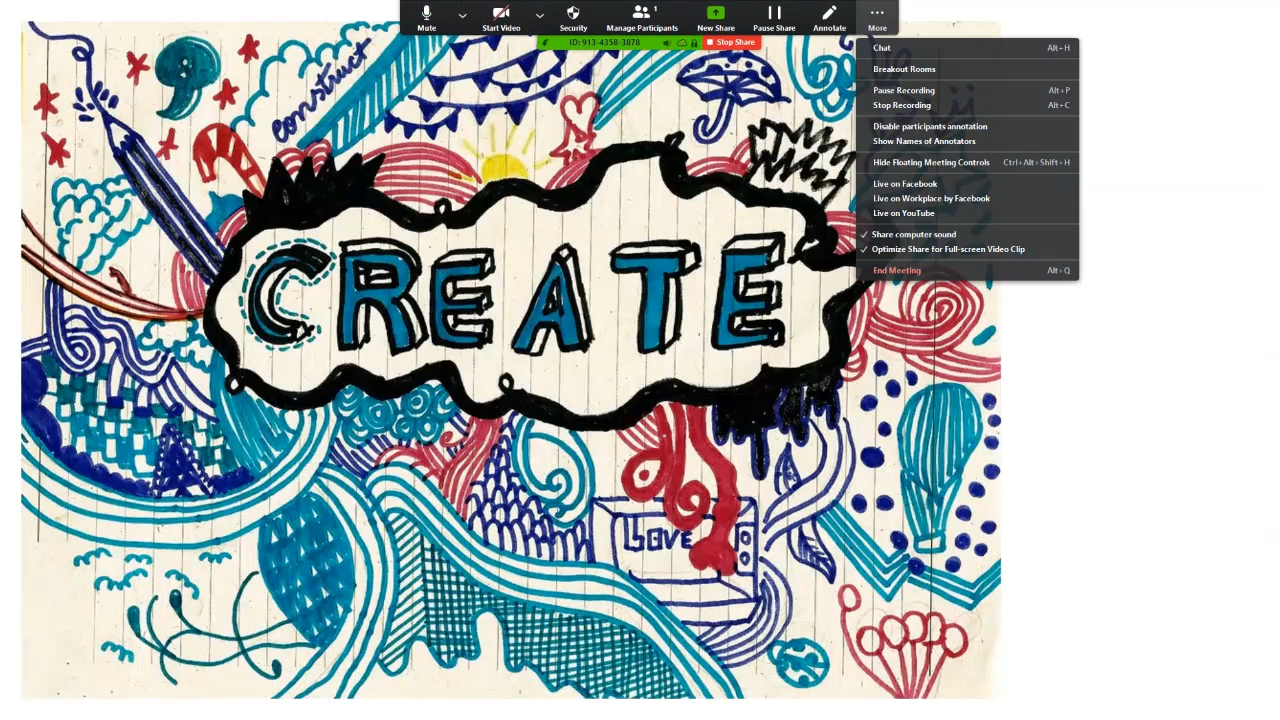 Mute
Start Video
Security
Manage Participants
1
New Share
Pause Share
Annotate
More
ID: 913-4358-3878
Stop Share
Chat Alt+H
Breakout Rooms
Pause Recording Alt+P
Stop Recording Alt+C
Disable participants annotation
Show Names of Annotators
Hide Floating Meeting Controls Ctrl+Alt+Shift+H
Live on Facebook
Live on Workplace by Facebook
Live on YouTube
Share computer sound
Optimize Share for Full-screen Video Clip
End Meeting Alt+Q
construct
CREATE
LOVE